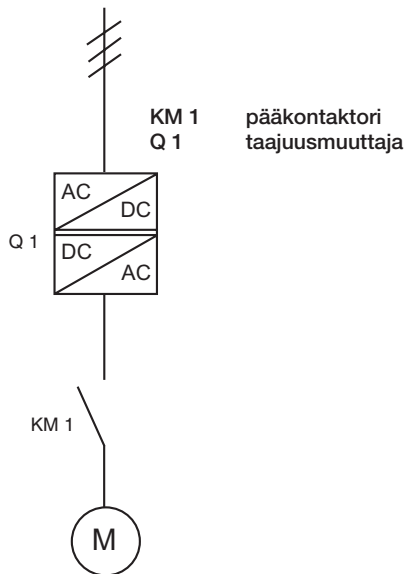 KM 1 pääkontaktori
Q 1 taajuusmuuttaja
AC
DC
Q 1
DC
AC
KM 1
M